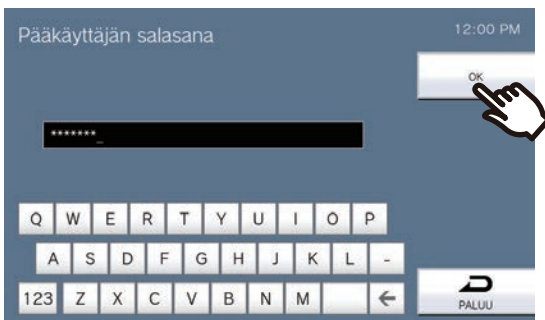 Pääkäyttäjän salasana
12:00 PM
OK
*******_
Q W E R T Y U I O P
A S D F G H J K L -
123 Z X C V B N M ←
PALUU